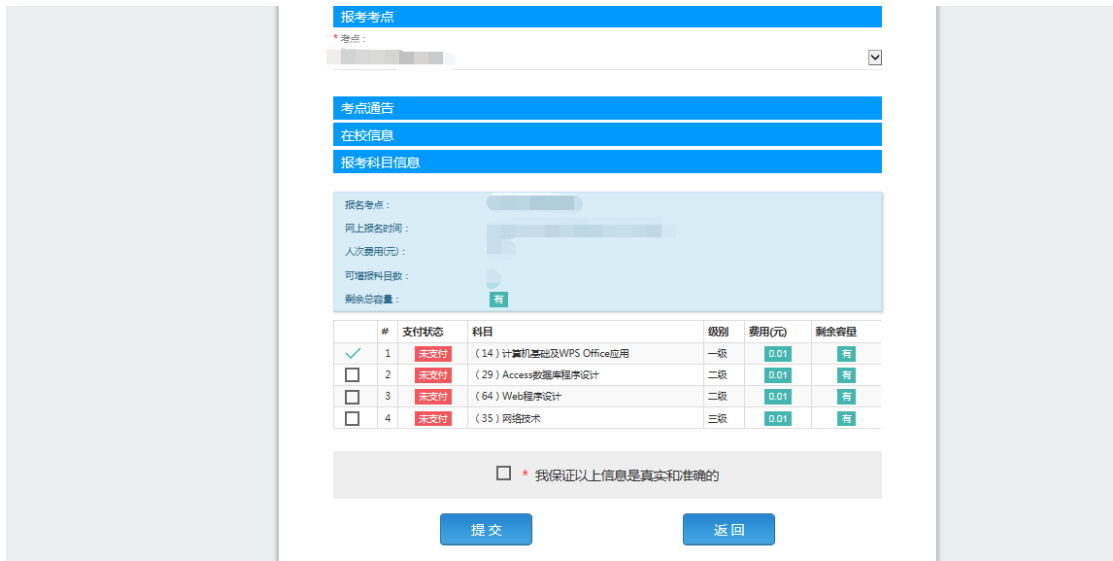 报考考点
* 考点：
考点通告
在校信息
报考科目信息
报名考点：
网上报名时间：
人次费用(元)：
可增报科目数：
剩余总容量： 有
# 支付状态 科目 级别 费用(元) 剩余容量
1 未支付 （14）计算机基础及WPS Office应用 一级 0.01 有
2 未支付 （29）Access数据库程序设计 二级 0.01 有
3 未支付 （64）Web程序设计 二级 0.01 有
4 未支付 （35）网络技术 三级 0.01 有
* 我保证以上信息是真实和准确的
提交 返回